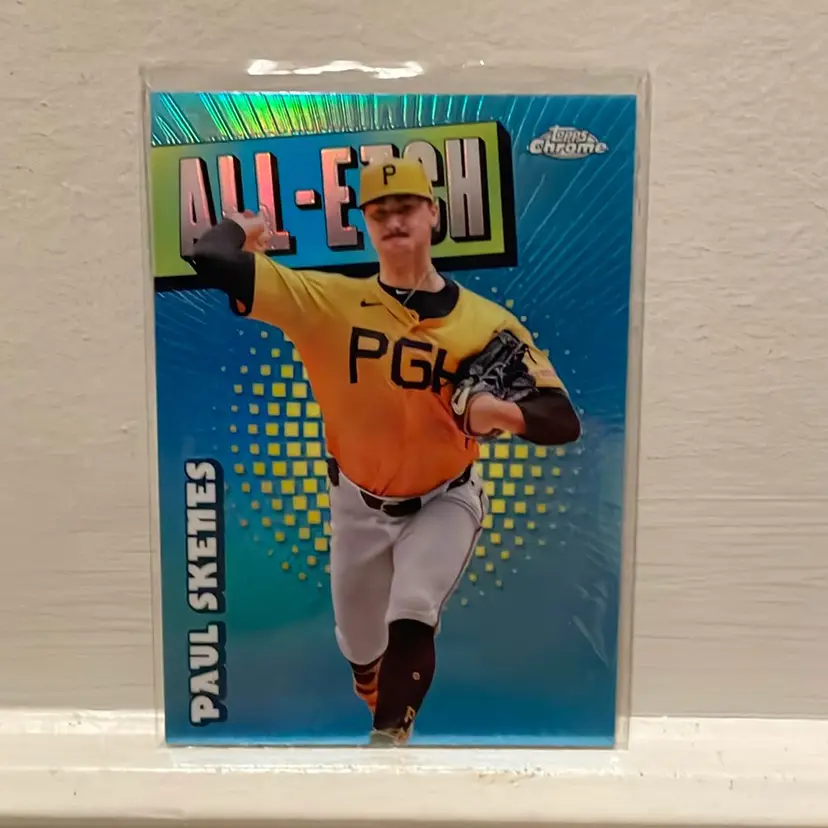 ALL-ETCH
Topps
Chrome
P
PGH
PAUL SKENES
P